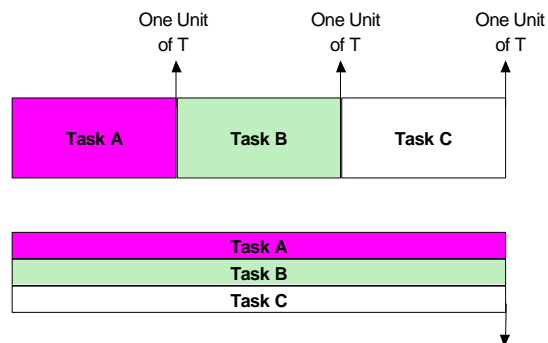 One Unit One Unit One Unit
of T of T of T
Task A Task B Task C
Task A
Task B
Task C